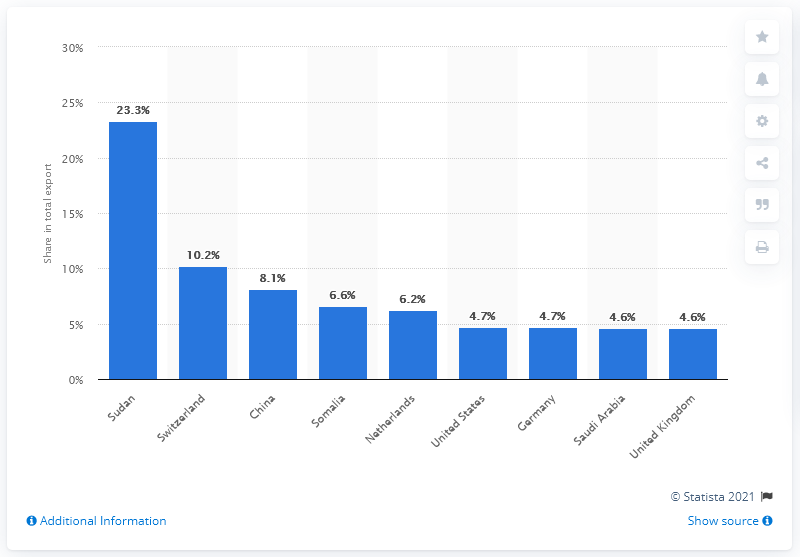 30%
25%
20%
15%
10%
5%
0%
Share in total export
23.3%
10.2%
8.1%
6.6%
6.2%
4.7%
4.7%
4.6%
4.6%
Sudan
Switzerland
China
Somalia
Netherlands
United States
Germany
Saudi Arabia
United Kingdom
© Statista 2021
Additional Information
Show source